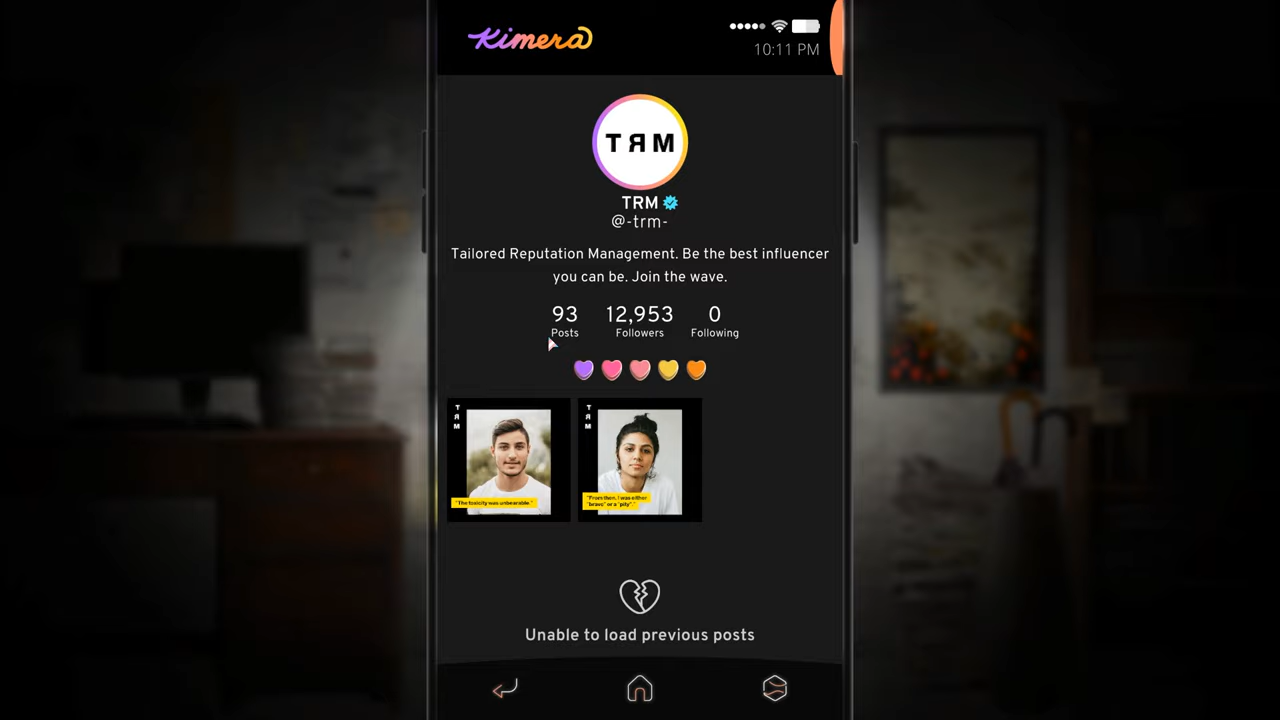 Kimera
10:11 PM
TЯM
TRM
@-trm-
Tailored Reputation Management. Be the best influencer
you can be. Join the wave.
93 12,953 0
Posts Followers Following
T
Я
M
"The toxicity was unbearable."
T
Я
M
"From then, I was either
"brave" or a "pity"."
Unable to load previous posts